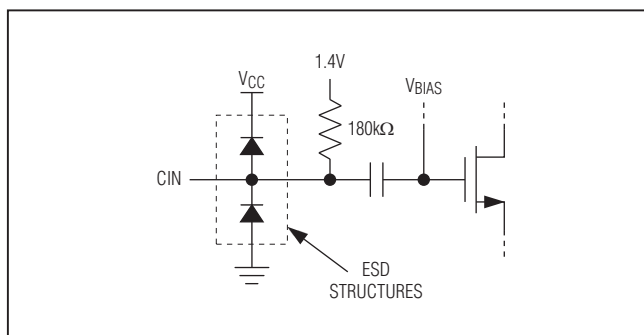 1.4V
VCC
VBIAS
180kΩ
CIN
ESD
STRUCTURES